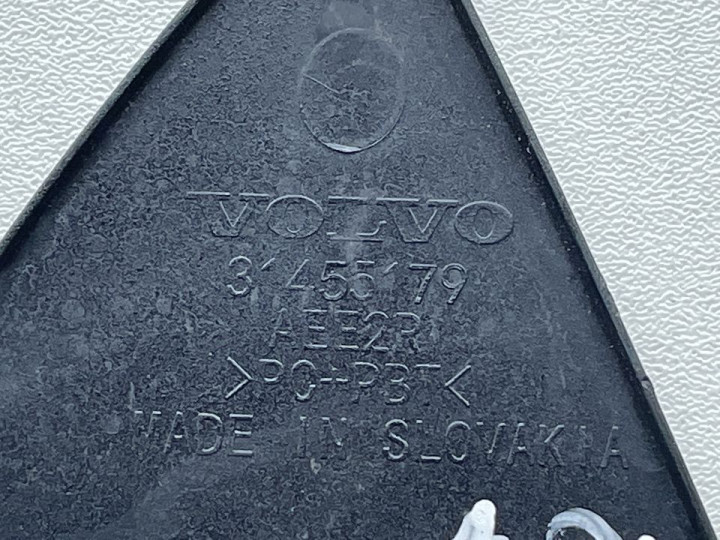 VOLVO
31455179
AEE2R
>PC+PBT<
MADE IN SLOVAKIA